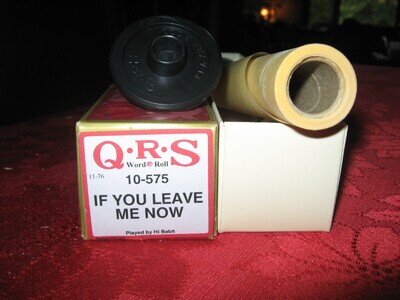 Q·R·S
Word® Roll
11-76
10-575
IF YOU LEAVE
ME NOW
Played by Hi Babit